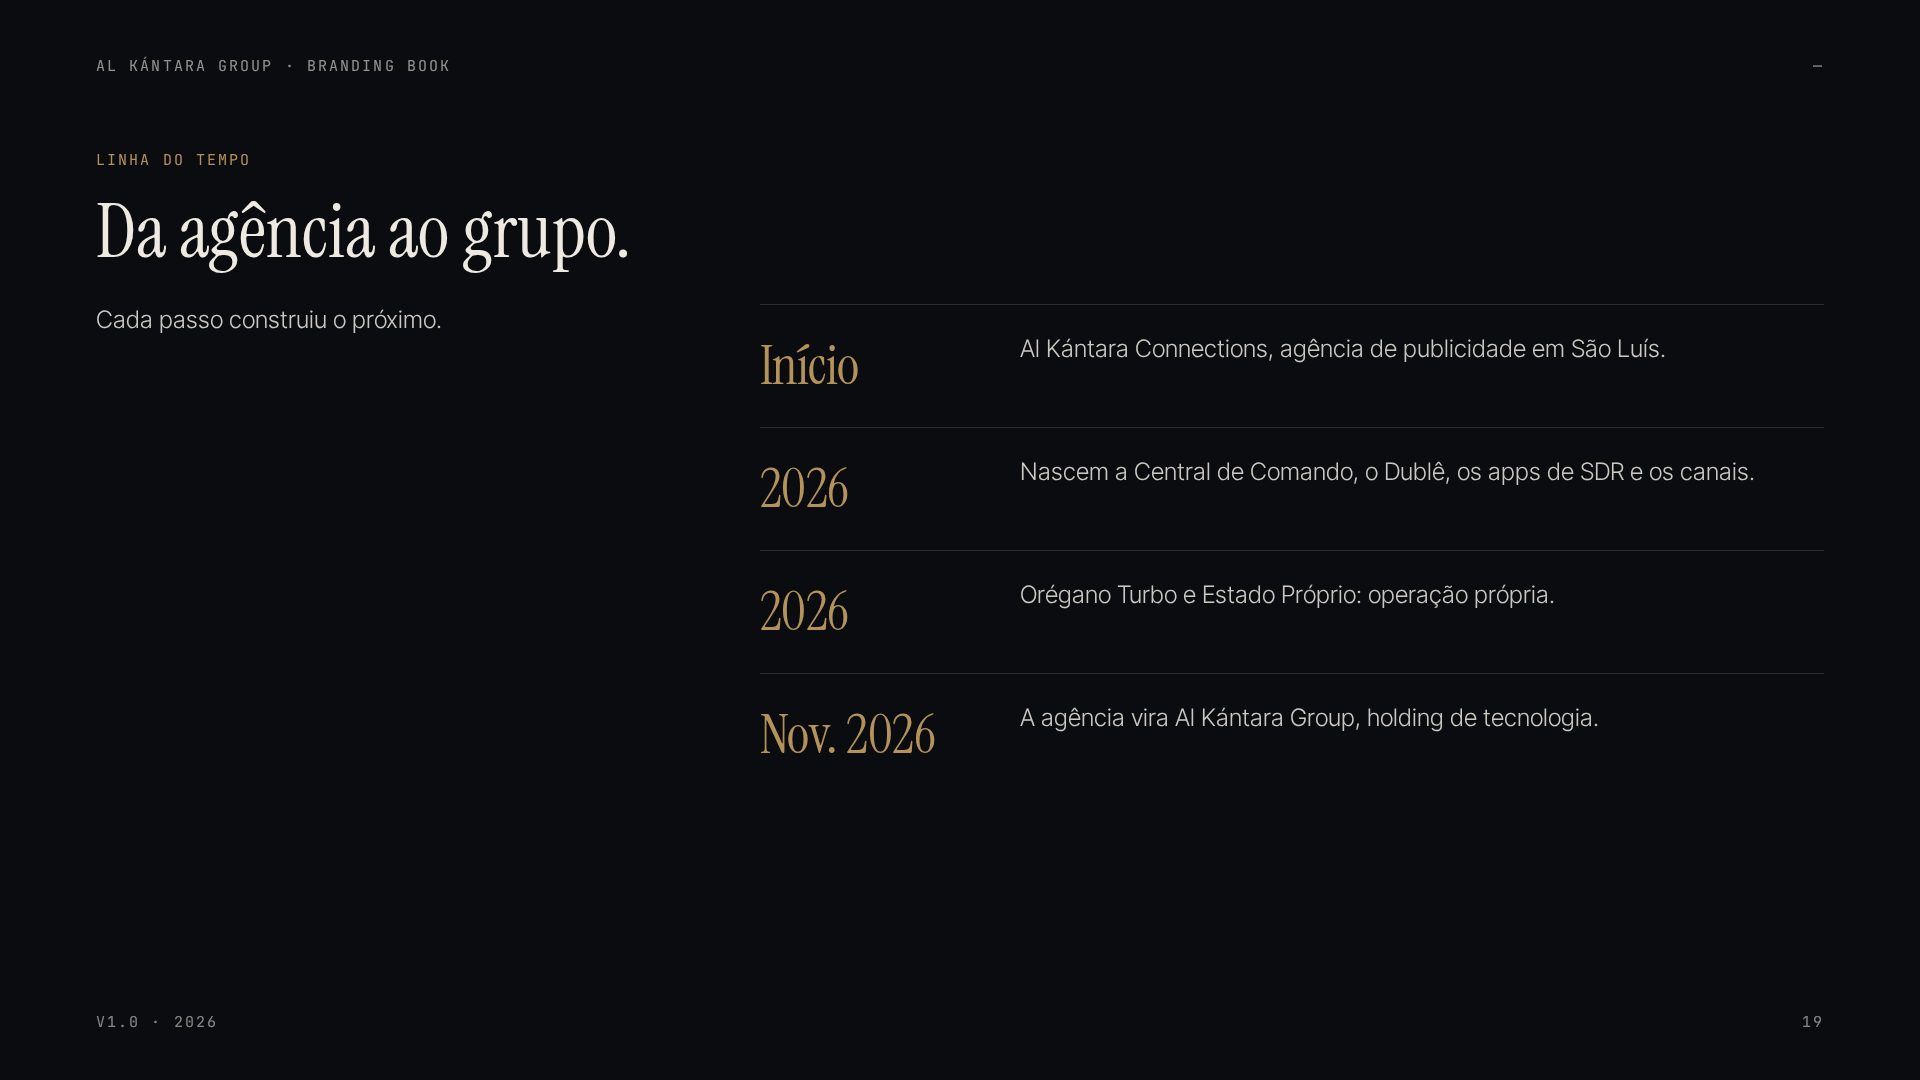 AL KÁNTARA GROUP · BRANDING BOOK
—
LINHA DO TEMPO
Da agência ao grupo.
Cada passo construiu o próximo.
Início
Al Kántara Connections, agência de publicidade em São Luís.
2026
Nascem a Central de Comando, o Dublê, os apps de SDR e os canais.
2026
Orégano Turbo e Estado Próprio: operação própria.
Nov. 2026
A agência vira Al Kántara Group, holding de tecnologia.
V1.0 · 2026
19